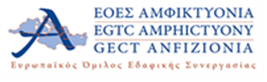 ΕΟΕΣ ΑΜΦΙΚΤΥΟΝΙΑ
EGTC AMPHICTYONY
GECT ANFIZIONIA
Ευρωπαϊκός Όμιλος Εδαφικής Συνεργασίας